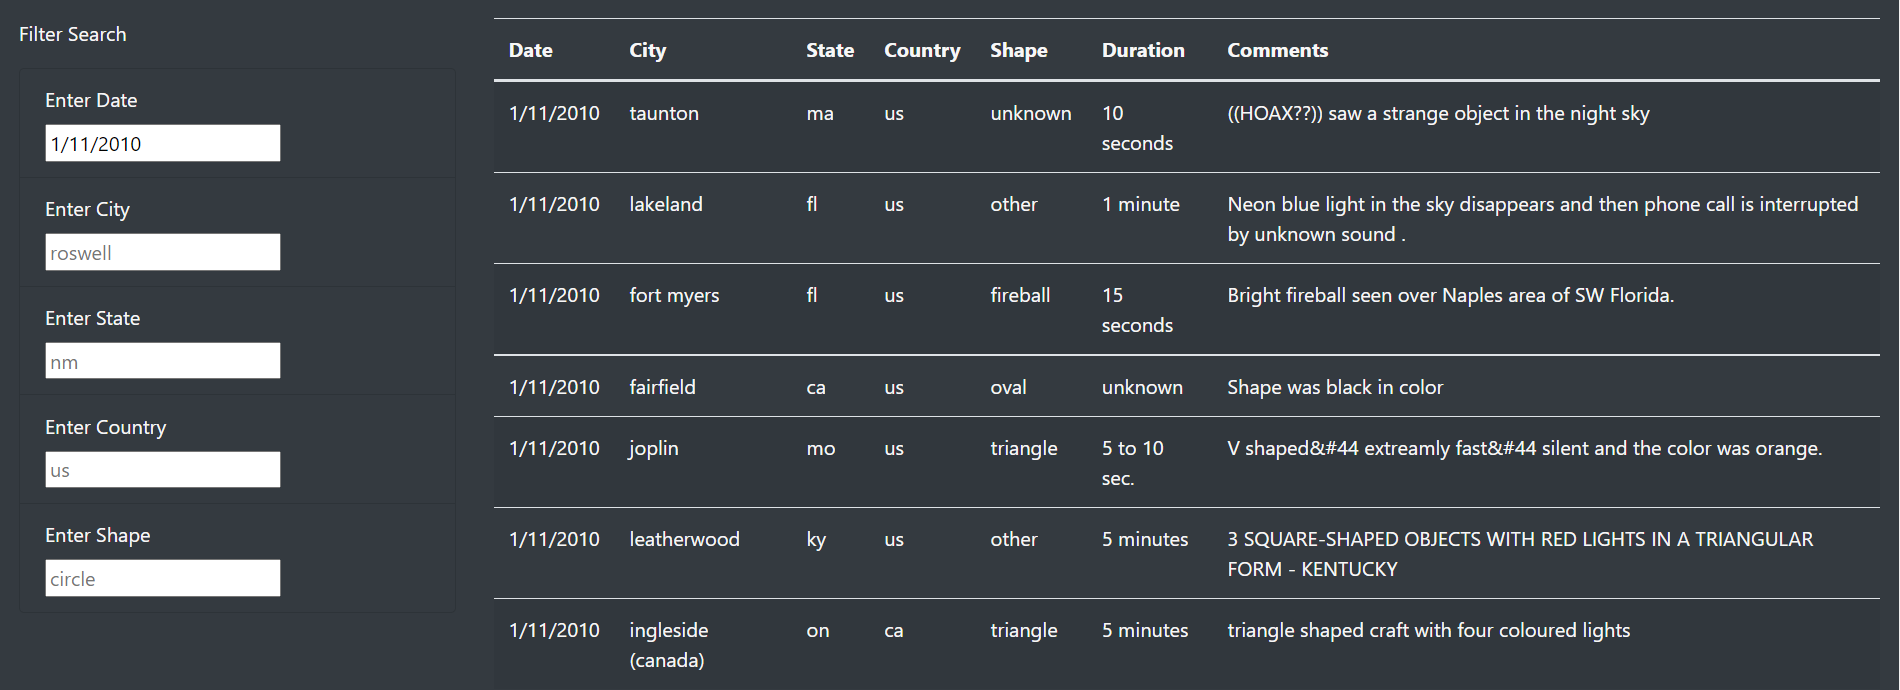 Filter Search
Enter Date
1/11/2010
Enter City
roswell
Enter State
nm
Enter Country
us
Enter Shape
circle
Date City State Country Shape Duration Comments
1/11/2010 taunton ma us unknown 10 seconds ((HOAX??)) saw a strange object in the night sky
1/11/2010 lakeland fl us other 1 minute Neon blue light in the sky disappears and then phone call is interrupted
by unknown sound .
1/11/2010 fort myers fl us fireball 15 seconds Bright fireball seen over Naples area of SW Florida.
1/11/2010 fairfield ca us oval unknown Shape was black in color
1/11/2010 joplin mo us triangle 5 to 10 sec. V shaped&#44 extreamly fast&#44 silent and the color was orange.
1/11/2010 leatherwood ky us other 5 minutes 3 SQUARE-SHAPED OBJECTS WITH RED LIGHTS IN A TRIANGULAR
FORM - KENTUCKY
1/11/2010 ingleside (canada) on ca triangle 5 minutes triangle shaped craft with four coloured lights